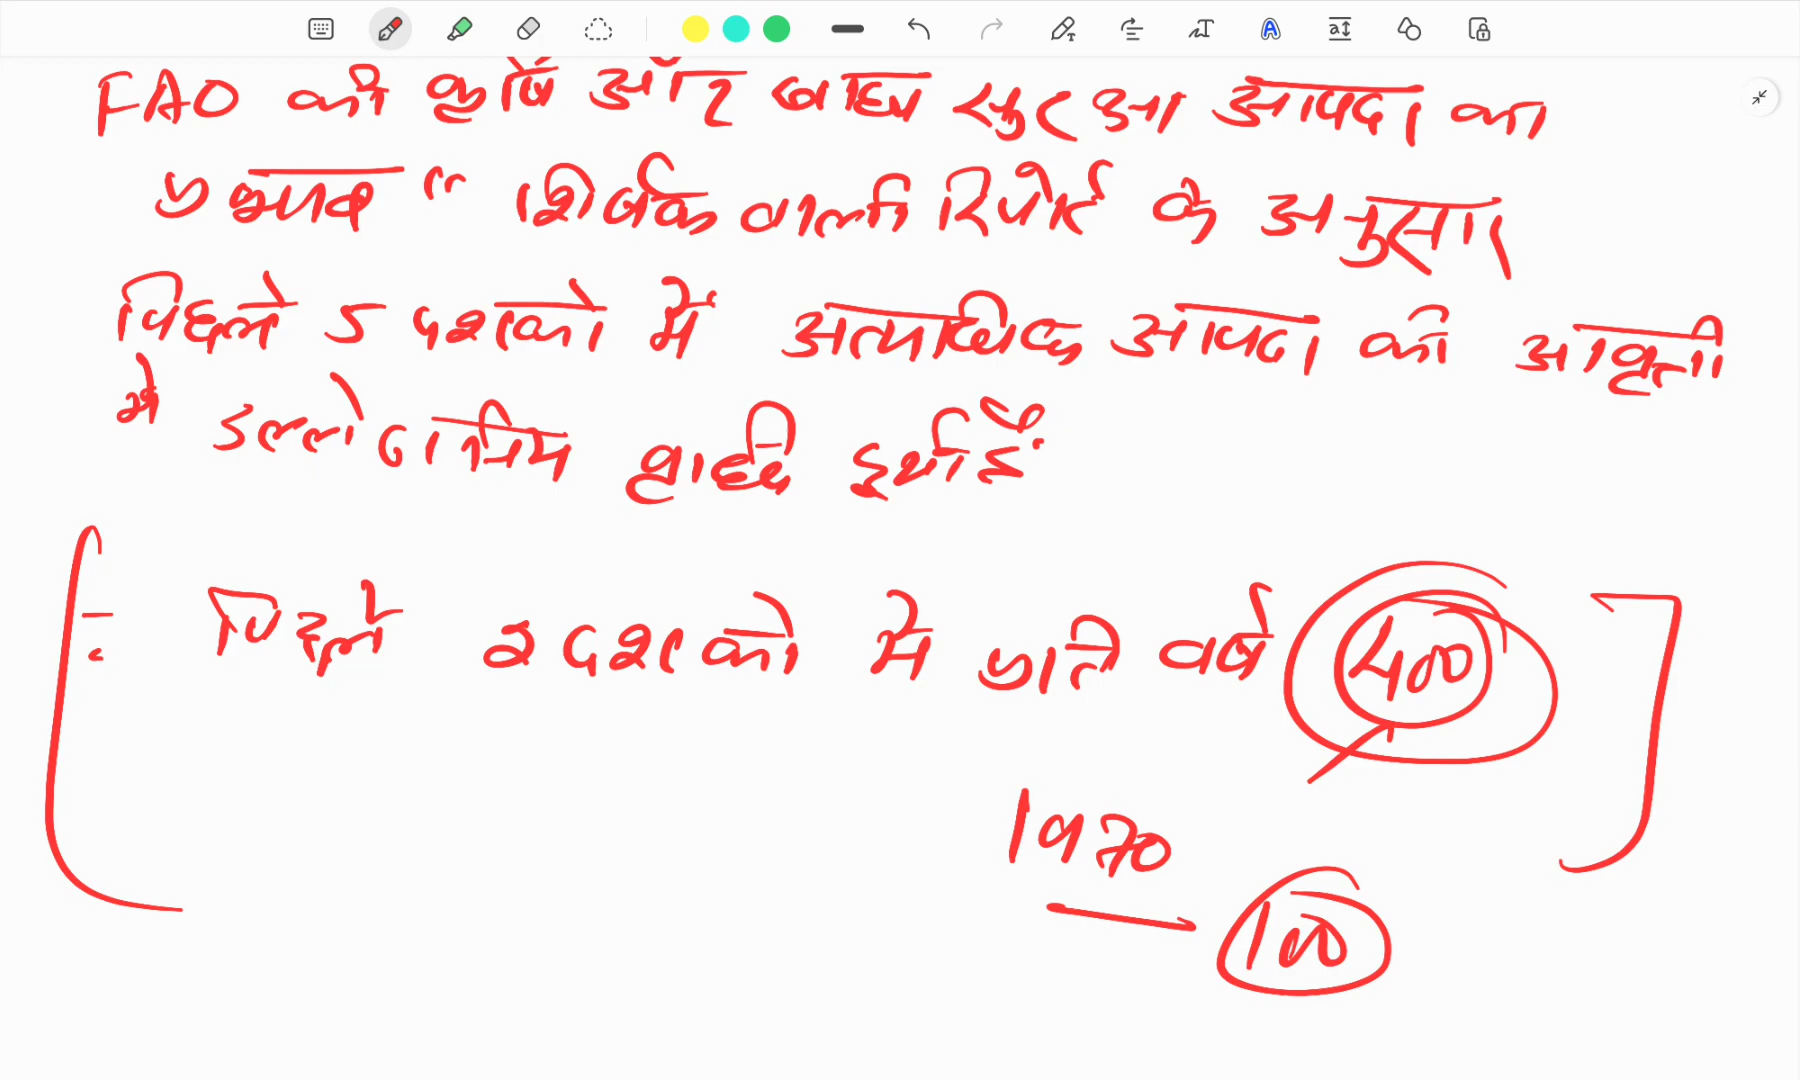 FAO की कृषि और खाद्य सुरक्षा आपदा का
प्रभाव " शिर्षक वाली रिपोर्ट के अनुसार
पिछले 5 दशको में अत्याधिक आपदा की आवृत्ती
मे उल्लेखनिय वृद्धि हुयी हैं
:- पिछले 2 दशको में प्रति वर्ष 400
1970
100